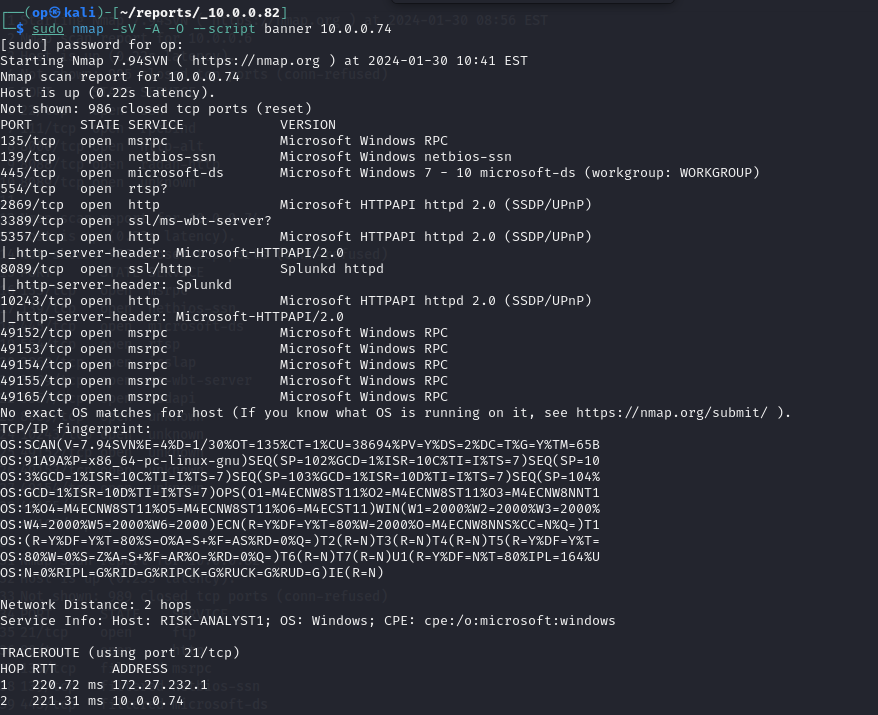 ┌──(op㉿kali)-[~/reports/_10.0.0.82]
└─$ sudo nmap -sV -A -O --script banner 10.0.0.74
[sudo] password for op:
Starting Nmap 7.94SVN ( https://nmap.org ) at 2024-01-30 10:41 EST
Nmap scan report for 10.0.0.74
Host is up (0.22s latency).
Not shown: 986 closed tcp ports (reset)
PORT      STATE SERVICE            VERSION
135/tcp   open  msrpc              Microsoft Windows RPC
139/tcp   open  netbios-ssn        Microsoft Windows netbios-ssn
445/tcp   open  microsoft-ds       Microsoft Windows 7 - 10 microsoft-ds (workgroup: WORKGROUP)
554/tcp   open  rtsp?
2869/tcp  open  http               Microsoft HTTPAPI httpd 2.0 (SSDP/UPnP)
3389/tcp  open  ssl/ms-wbt-server?
5357/tcp  open  http               Microsoft HTTPAPI httpd 2.0 (SSDP/UPnP)
|_http-server-header: Microsoft-HTTPAPI/2.0
8089/tcp  open  ssl/http           Splunkd httpd
|_http-server-header: Splunkd
10243/tcp open  http               Microsoft HTTPAPI httpd 2.0 (SSDP/UPnP)
|_http-server-header: Microsoft-HTTPAPI/2.0
49152/tcp open  msrpc              Microsoft Windows RPC
49153/tcp open  msrpc              Microsoft Windows RPC
49154/tcp open  msrpc              Microsoft Windows RPC
49155/tcp open  msrpc              Microsoft Windows RPC
49165/tcp open  msrpc              Microsoft Windows RPC
No exact OS matches for host (If you know what OS is running on it, see https://nmap.org/submit/ ).
TCP/IP fingerprint:
OS:SCAN(V=7.94SVN%E=4%D=1/30%OT=135%CT=1%CU=38694%PV=Y%DS=2%DC=T%G=Y%TM=65B
OS:91A9A%P=x86_64-pc-linux-gnu)SEQ(SP=102%GCD=1%ISR=10C%TI=I%TS=7)SEQ(SP=10
OS:3%GCD=1%ISR=10C%TI=I%TS=7)SEQ(SP=103%GCD=1%ISR=10D%TI=I%TS=7)SEQ(SP=104%
OS:GCD=1%ISR=10D%TI=I%TS=7)OPS(O1=M4ECNW8ST11%O2=M4ECNW8ST11%O3=M4ECNW8NNT1
OS:1%O4=M4ECNW8ST11%O5=M4ECNW8ST11%O6=M4ECST11)WIN(W1=2000%W2=2000%W3=2000%
OS:W4=2000%W5=2000%W6=2000)ECN(R=Y%DF=Y%T=80%W=2000%O=M4ECNW8NNS%CC=N%Q=)T1
OS:(R=Y%DF=Y%T=80%S=O%A=S+%F=AS%RD=0%Q=)T2(R=N)T3(R=N)T4(R=N)T5(R=Y%DF=Y%T=
OS:80%W=0%S=Z%A=S+%F=AR%O=%RD=0%Q=)T6(R=N)T7(R=N)U1(R=Y%DF=N%T=80%IPL=164%U
OS:N=0%RIPL=G%RID=G%RIPCK=G%RUCK=G%RUD=G)IE(R=N)
Network Distance: 2 hops
Service Info: Host: RISK-ANALYST1; OS: Windows; CPE: cpe:/o:microsoft:windows
TRACEROUTE (using port 21/tcp)
HOP RTT       ADDRESS
1   220.72 ms 172.27.232.1
2   221.31 ms 10.0.0.74